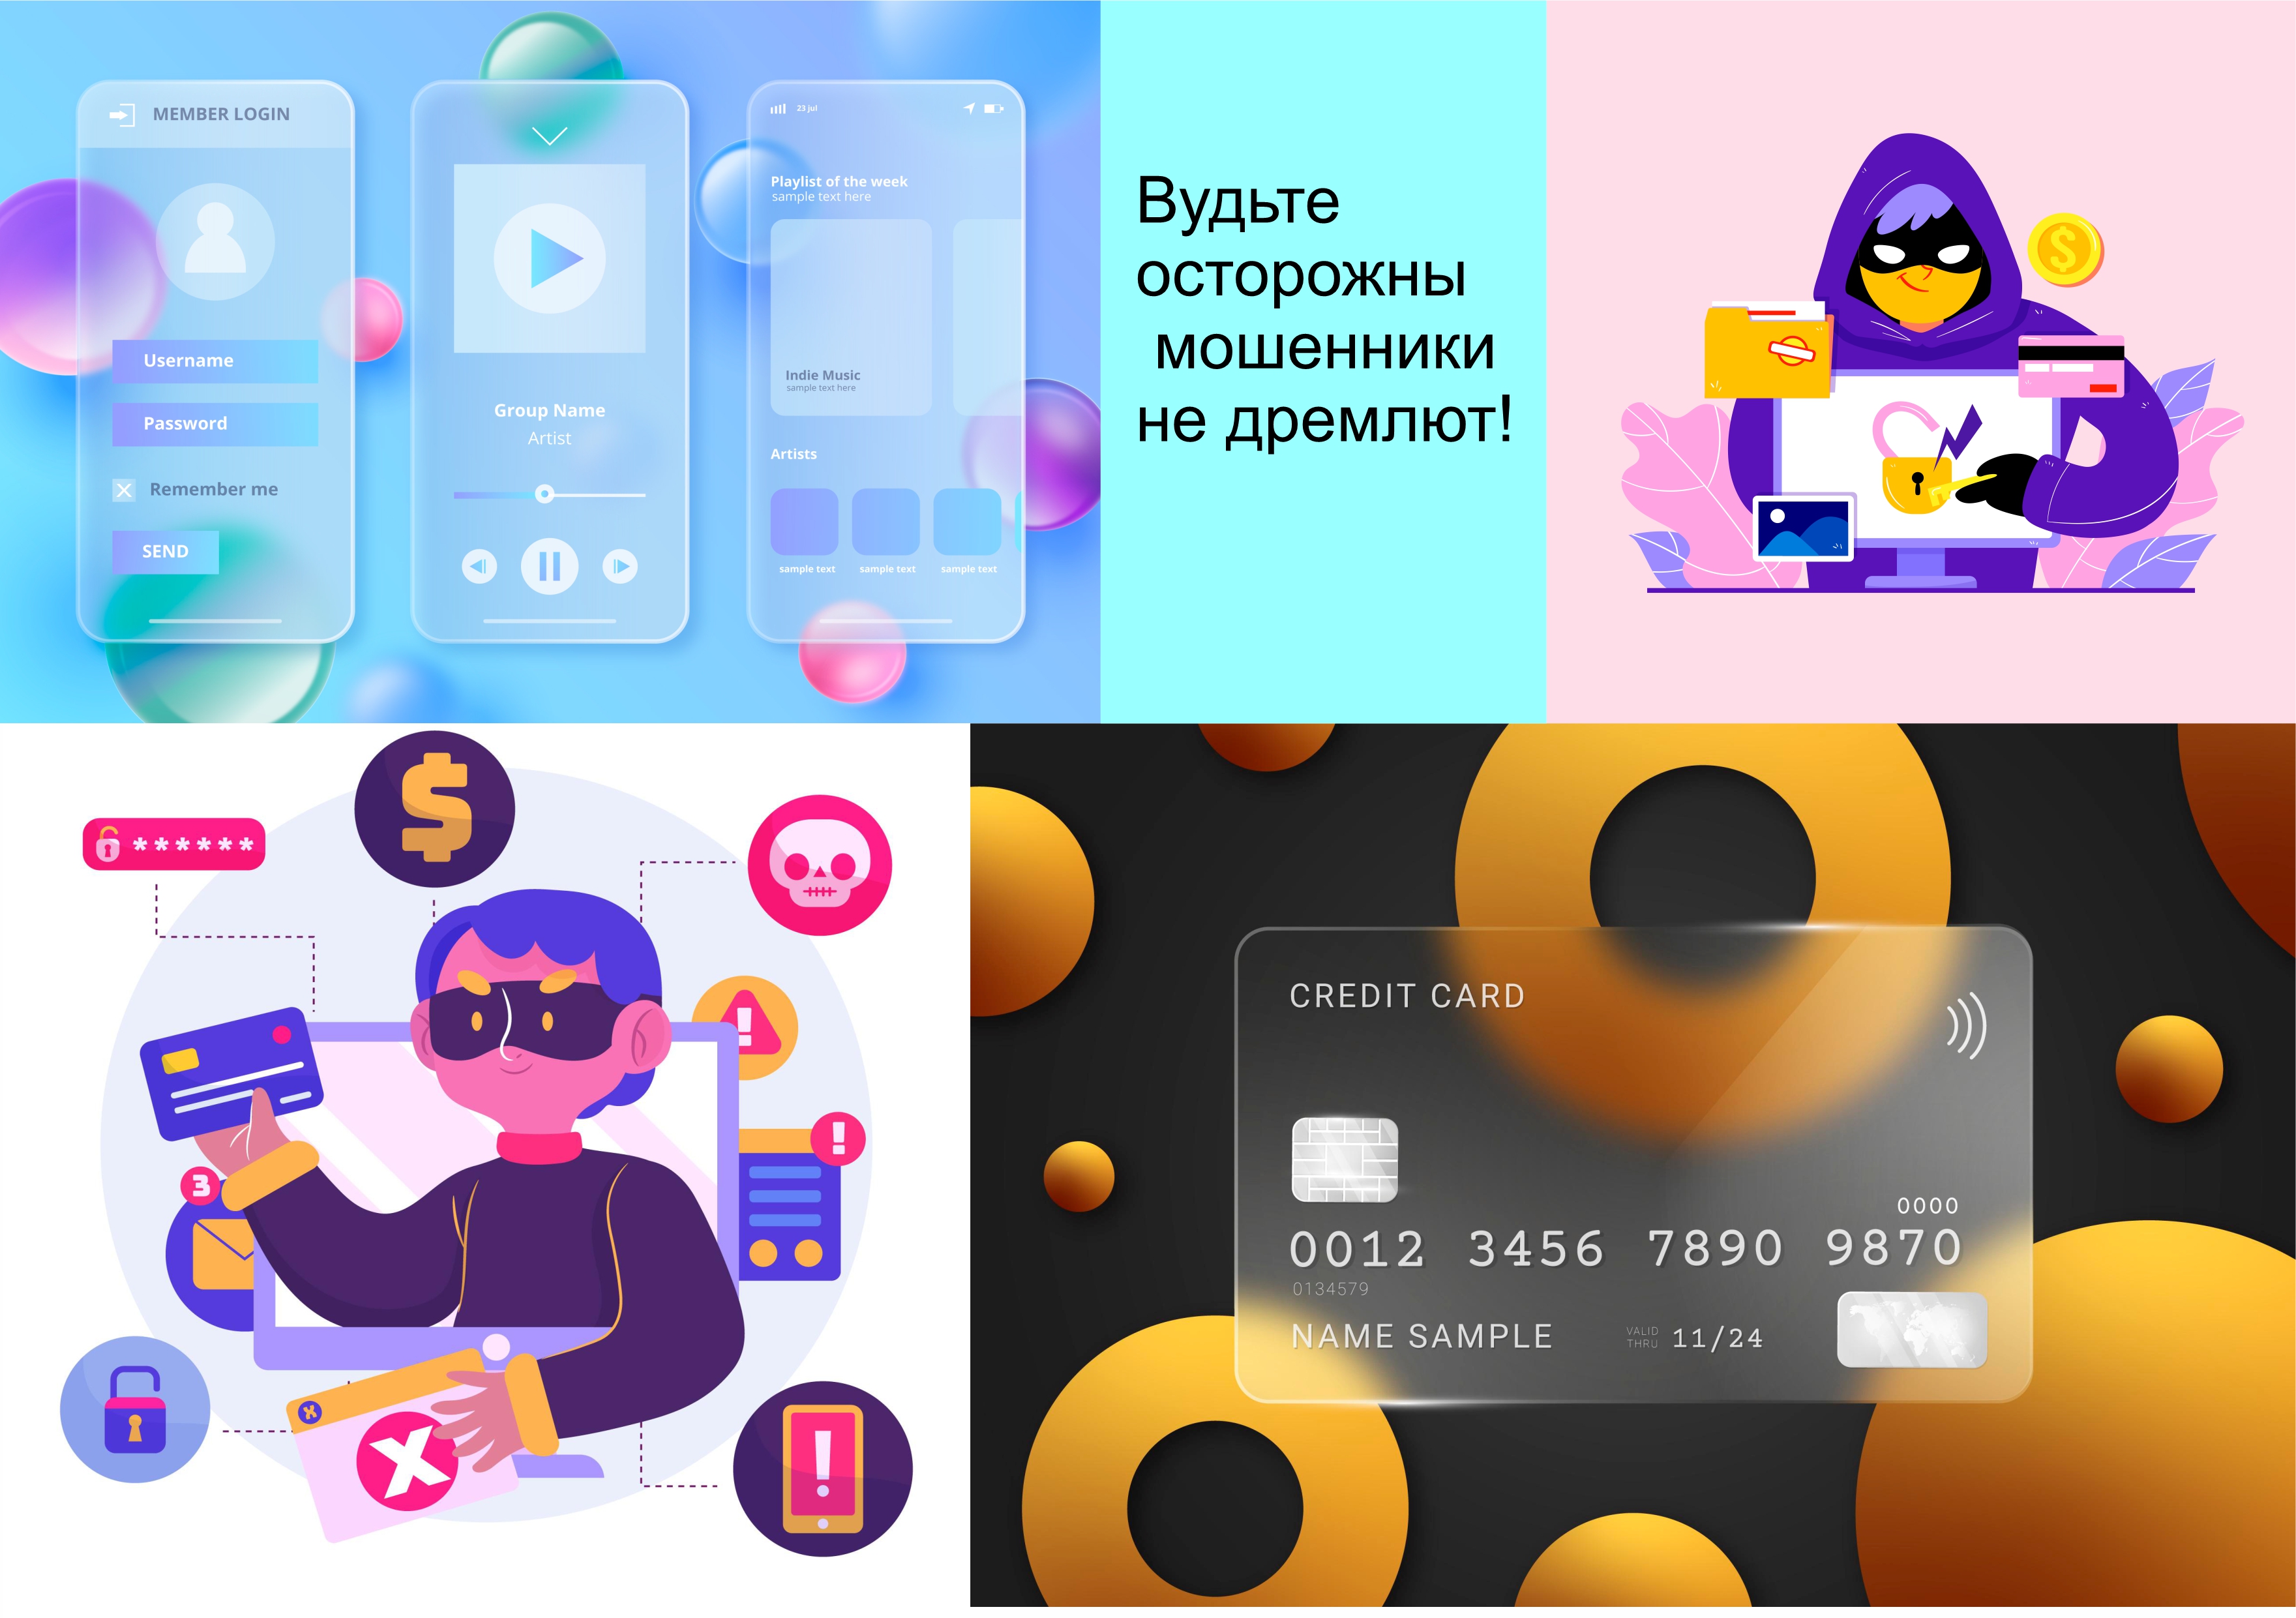 MEMBER LOGIN
Username
Password
Remember me
SEND
Group Name
Artist
23 jul
Playlist of the week
sample text here
Indie Music
sample text here
Artists
sample text sample text sample text
Вудьте
осторожны
мошенники
не дремлют!
$
******
$
!
!
3
X
X
!
CREDIT CARD
0000
0012 3456 7890 9870
0134579
NAME SAMPLE
VALID
THRU 11/24